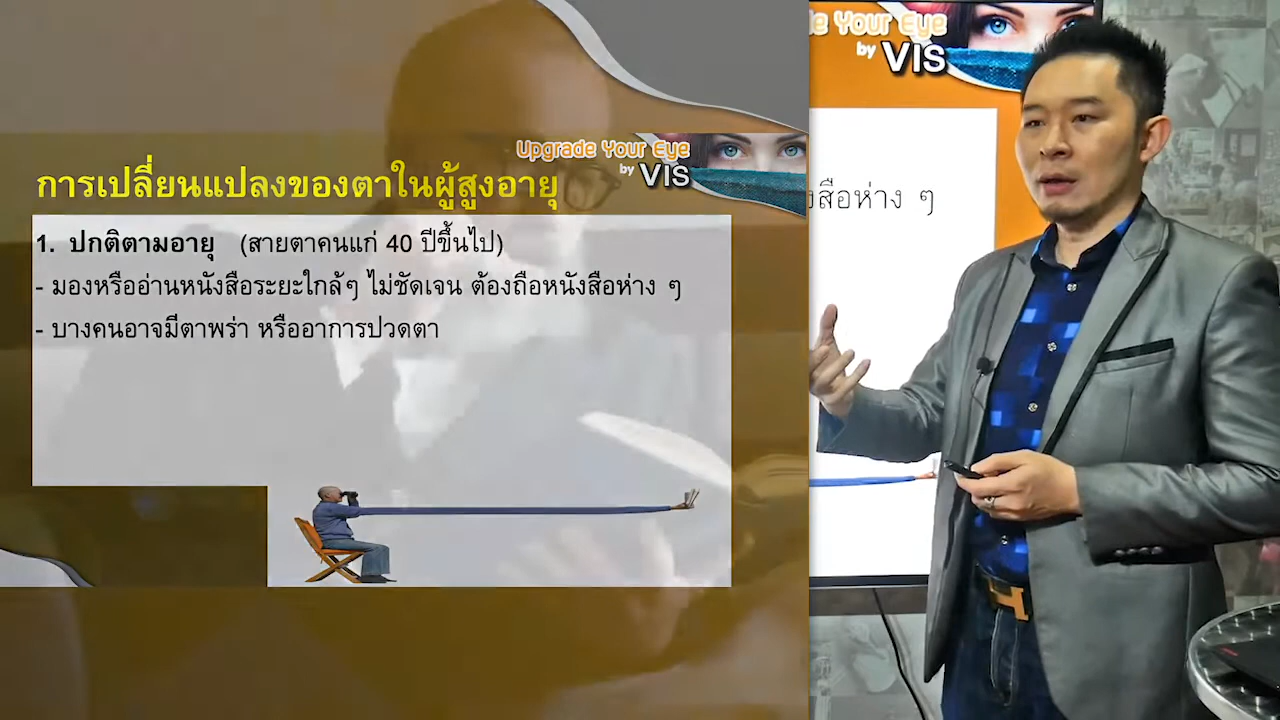 Upgrade Your Eye
by VIS
การเปลี่ยนแปลงของตาในผู้สูงอายุ
1. ปกติตามอายุ (สายตาคนแก่ 40 ปีขึ้นไป)
- มองหรืออ่านหนังสือระยะใกล้ๆ ไม่ชัดเจน ต้องถือหนังสือห่าง ๆ
- บางคนอาจมีตาพร่า หรืออาการปวดตา
de Your Eye
by VIS
สือห่าง ๆ